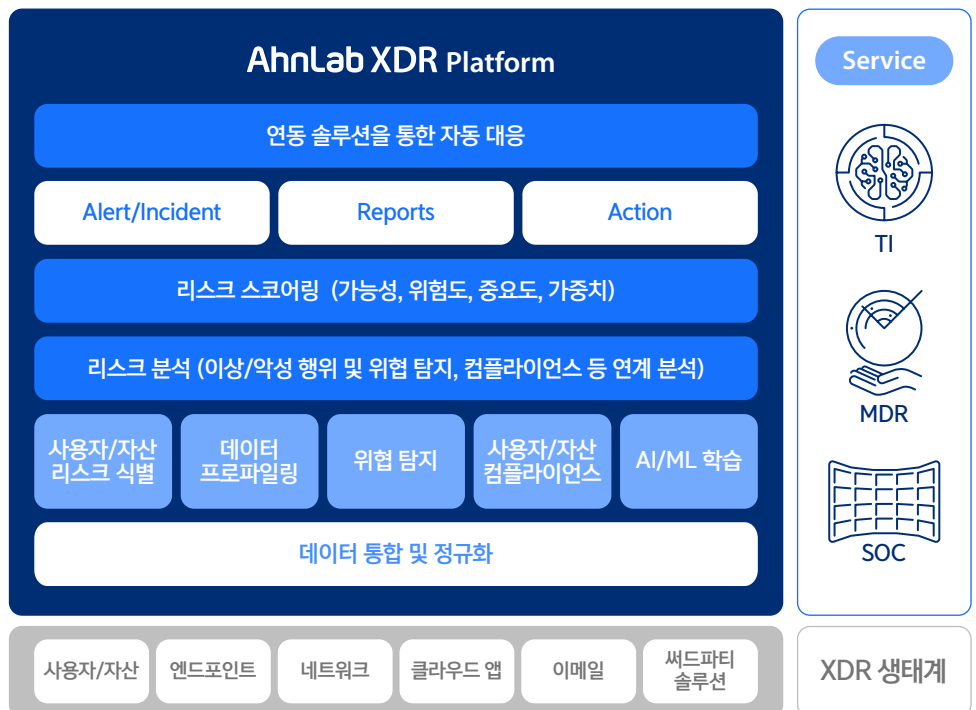 AhnLab XDR Platform
연동 솔루션을 통한 자동 대응
Alert/Incident
Reports
Action
리스크 스코어링 (가능성, 위험도, 중요도, 가중치)
리스크 분석 (이상/악성 행위 및 위협 탐지, 컴플라이언스 등 연계 분석)
사용자/자산
리스크 식별
데이터
프로파일링
위협 탐지
사용자/자산
컴플라이언스
AI/ML 학습
데이터 통합 및 정규화
사용자/자산
엔드포인트
네트워크
클라우드 앱
이메일
써드파티
솔루션
Service
TI
MDR
SOC
XDR 생태계